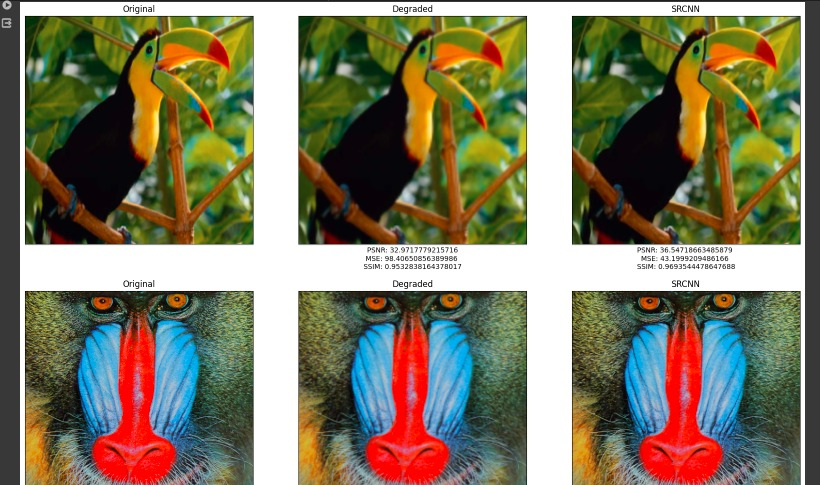 Original Degraded SRCNN
PSNR: 32.9717779215716 PSNR: 36.54718663485879
MSE: 98.40650856389986 MSE: 43.1999209486166
SSIM: 0.9532838164378017 SSIM: 0.9693544478647688
Original Degraded SRCNN